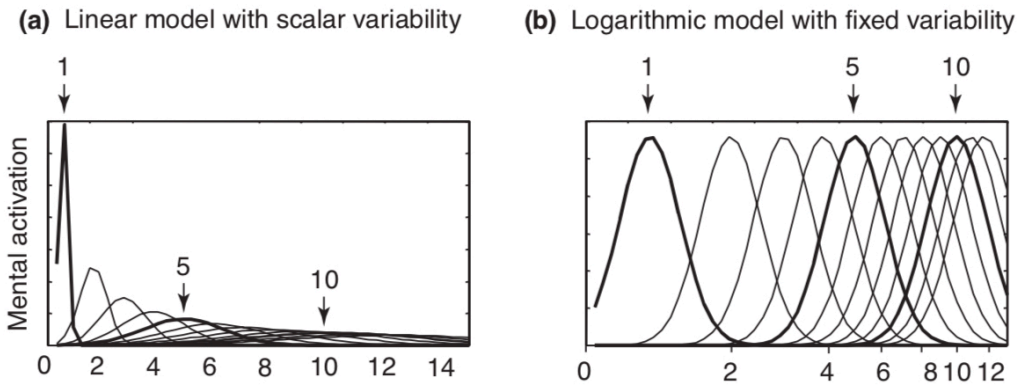 (a) Linear model with scalar variability
1
5
10
Mental activation
0 2 4 6 8 10 12 14
(b) Logarithmic model with fixed variability
1 5 10
0 2 4 6 8 10 12